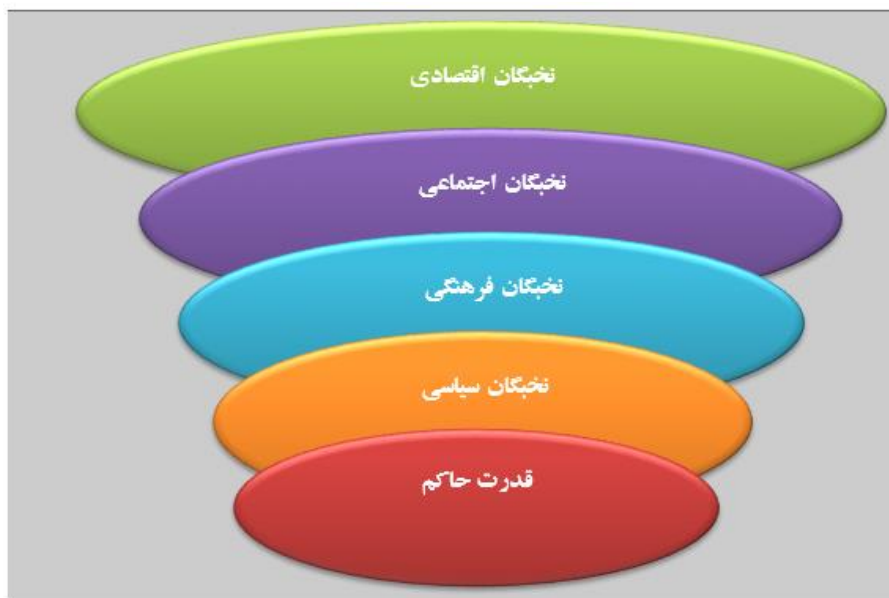 نخبگان اقتصادی
نخبگان اجتماعی
نخبگان فرهنگی
نخبگان سیاسی
قدرت حاکم